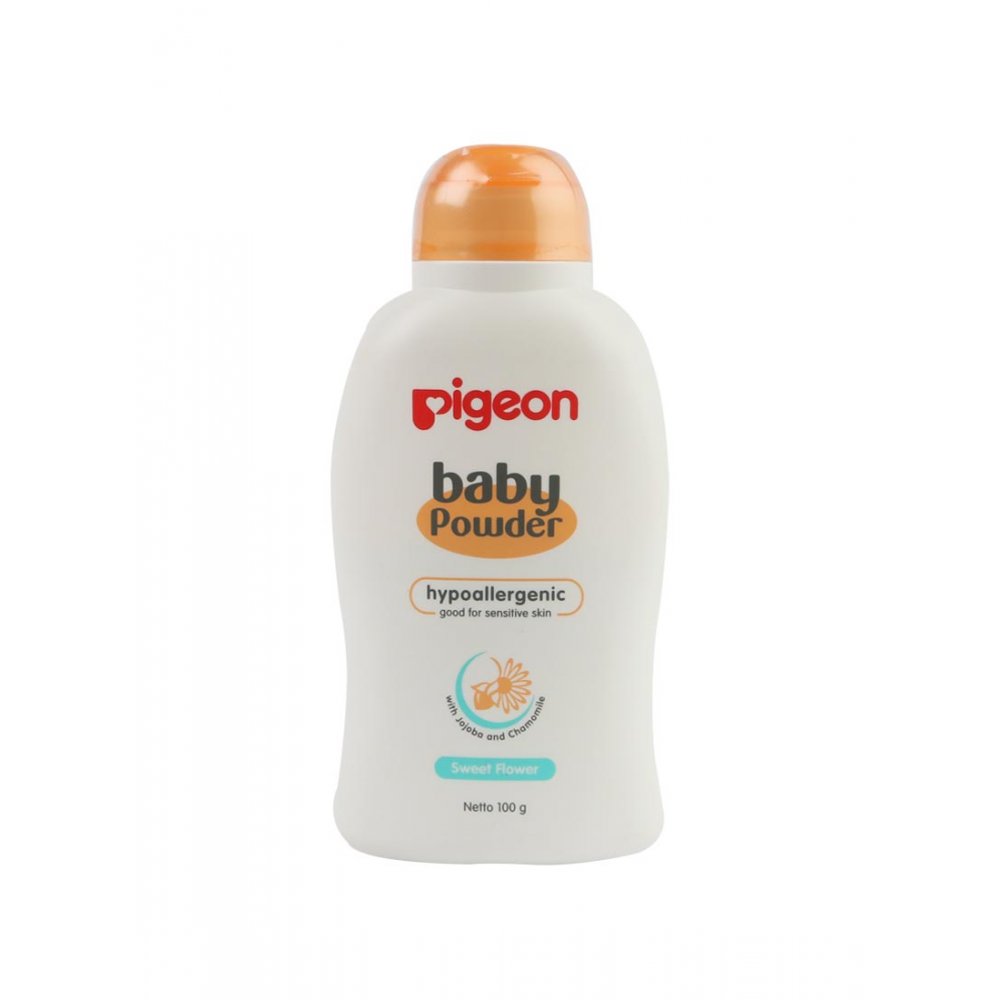 pigeon
baby
Powder
hypoallergenic
good for sensitive skin
with Jojoba and Chamomile
Sweet Flower
Netto 100 g